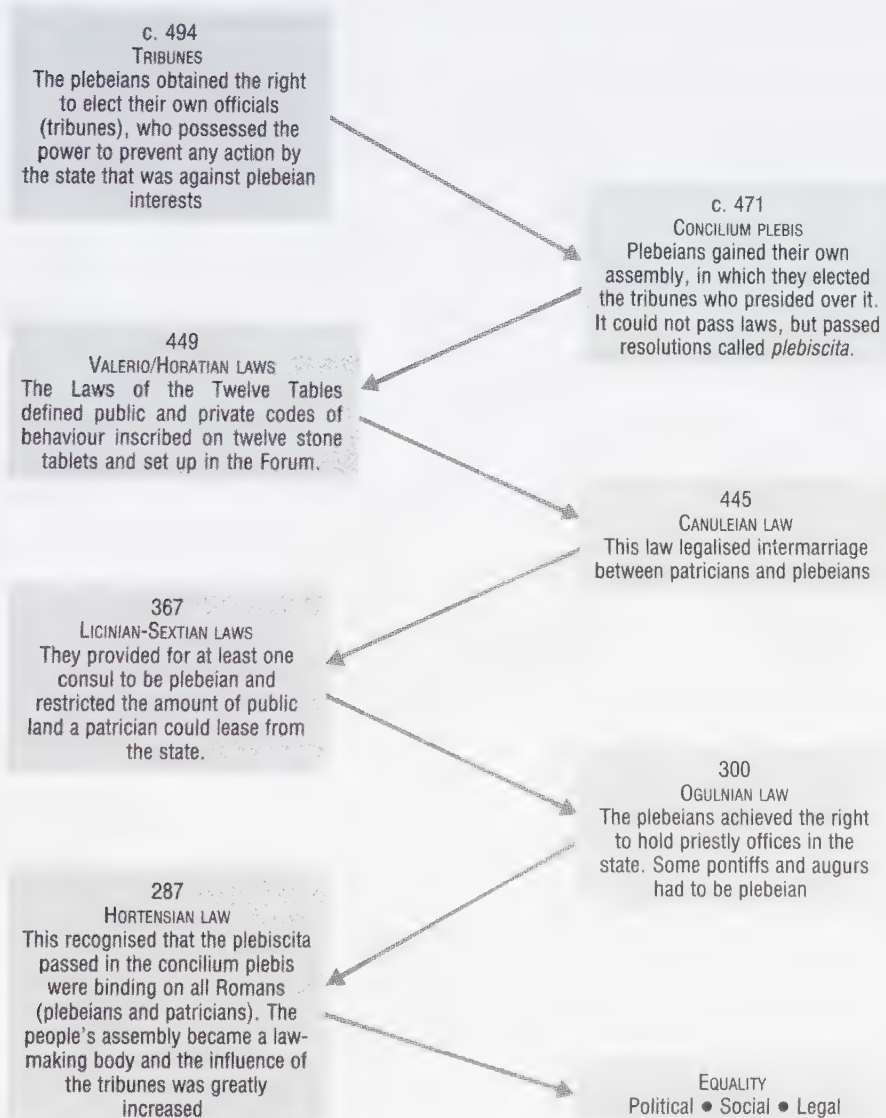 c. 494
TRIBUNES
The plebeians obtained the right
to elect their own officials
(tribunes), who possessed the
power to prevent any action by
the state that was against plebeian
interests
c. 471
CONCILIUM PLEBIS
Plebeians gained their own
assembly, in which they elected
the tribunes who presided over it.
It could not pass laws, but passed
resolutions called plebiscita.
449
VALERIO/HORATIAN LAWS
The Laws of the Twelve Tables
defined public and private codes of
behaviour inscribed on twelve stone
tablets and set up in the Forum.
445
CANULEIAN LAW
This law legalised intermarriage
between patricians and plebeians
367
LICINIAN-SEXTIAN LAWS
They provided for at least one
consul to be plebeian and
restricted the amount of public
land a patrician could lease from
the state.
300
OGULNIAN LAW
The plebeians achieved the right
to hold priestly offices in the
state. Some pontiffs and augurs
had to be plebeian
287
HORTENSIAN LAW
This recognised that the plebiscita
passed in the concilium plebis
were binding on all Romans
(plebeians and patricians). The
people's assembly became a law-
making body and the influence of
the tribunes was greatly
increased
EQUALITY
Political • Social • Legal